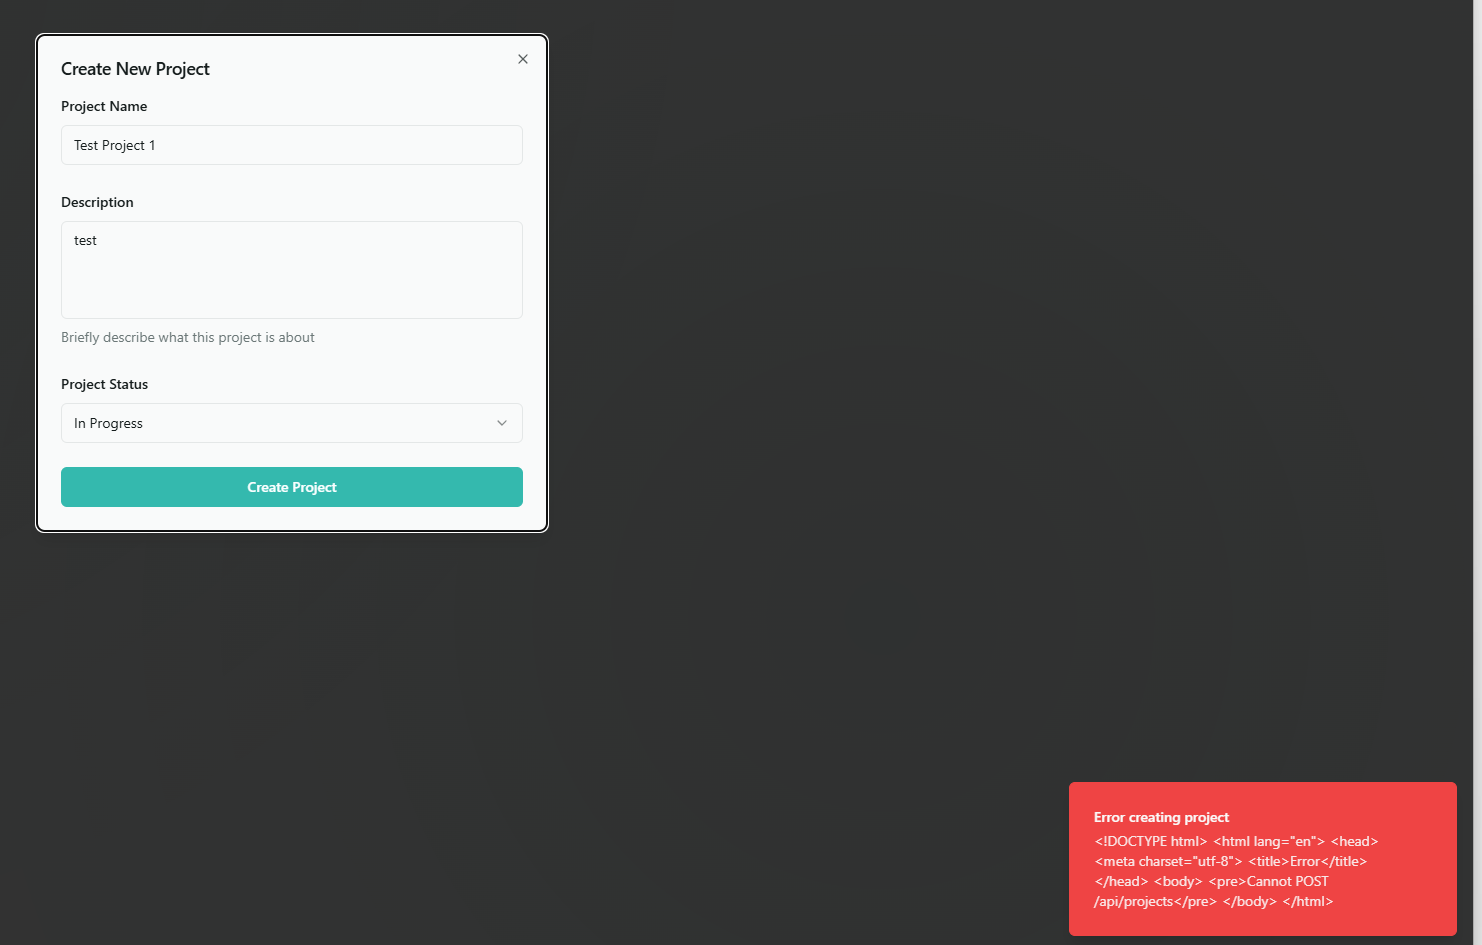 Create New Project
Project Name
Test Project 1
Description
test
Briefly describe what this project is about
Project Status
In Progress
Create Project
Error creating project
<!DOCTYPE html> <html lang="en"> <head>
<meta charset="utf-8"> <title>Error</title>
</head> <body> <pre>Cannot POST
/api/projects</pre> </body> </html>